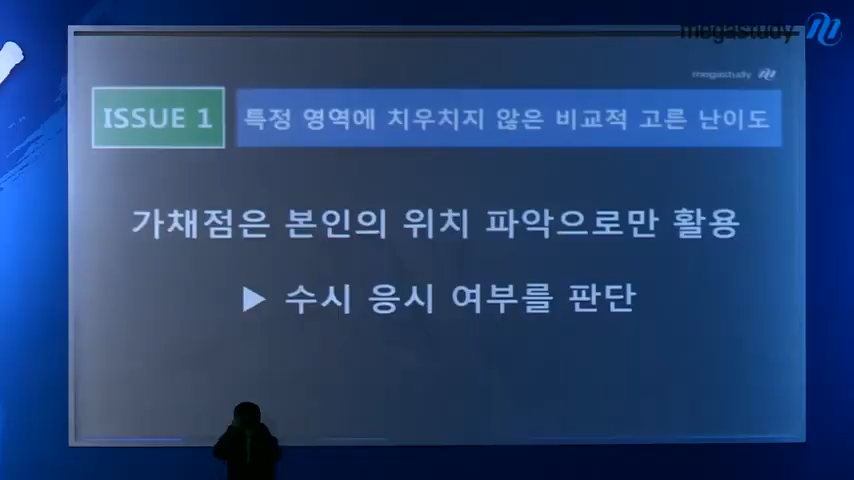 megastudy
megastudy
ISSUE 1
특정 영역에 치우치지 않은 비교적 고른 난이도
가채점은 본인의 위치 파악으로만 활용
▶ 수시 응시 여부를 판단